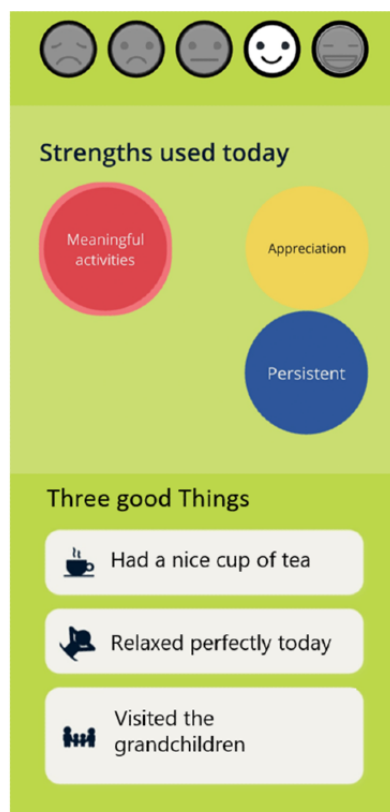 Strengths used today
Meaningful
activities
Appreciation
Persistent
Three good Things
Had a nice cup of tea
Relaxed perfectly today
Visited the
grandchildren